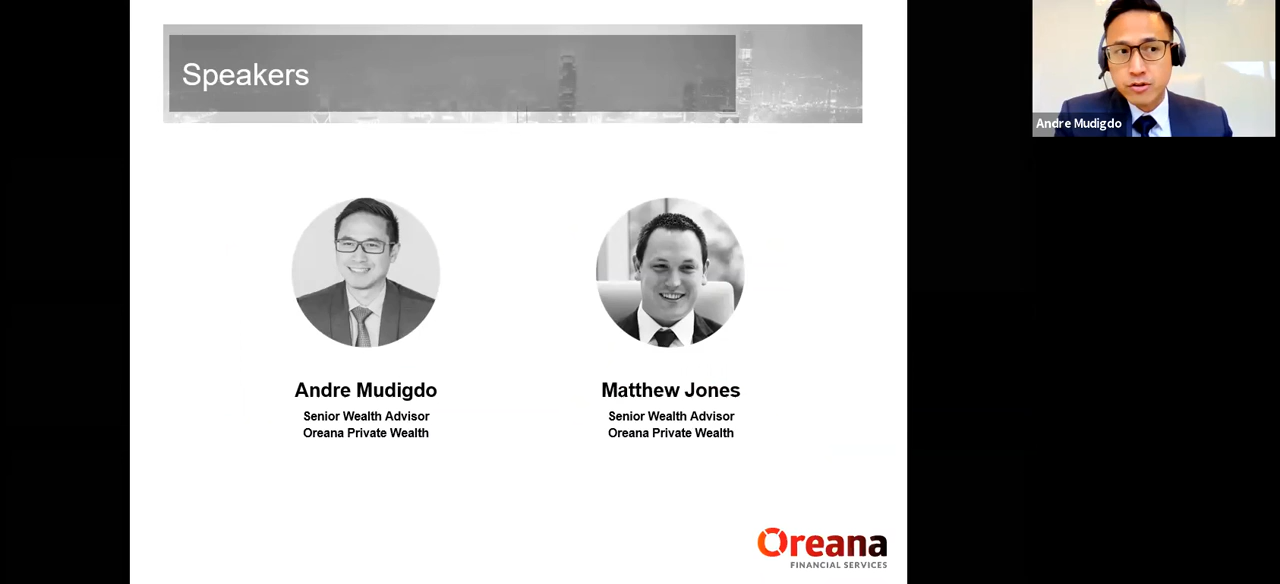 Speakers
Andre Mudigdo
Andre Mudigdo
Senior Wealth Advisor
Oreana Private Wealth
Matthew Jones
Senior Wealth Advisor
Oreana Private Wealth
Oreana
FINANCIAL SERVICES